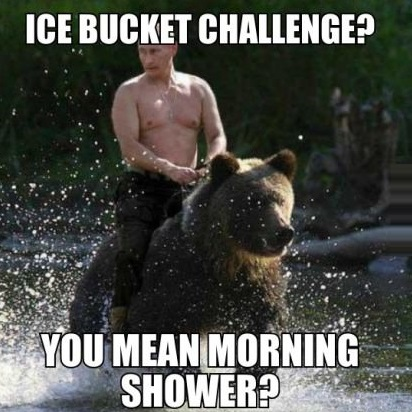 ICE BUCKET CHALLENGE?
YOU MEAN MORNING
SHOWER?